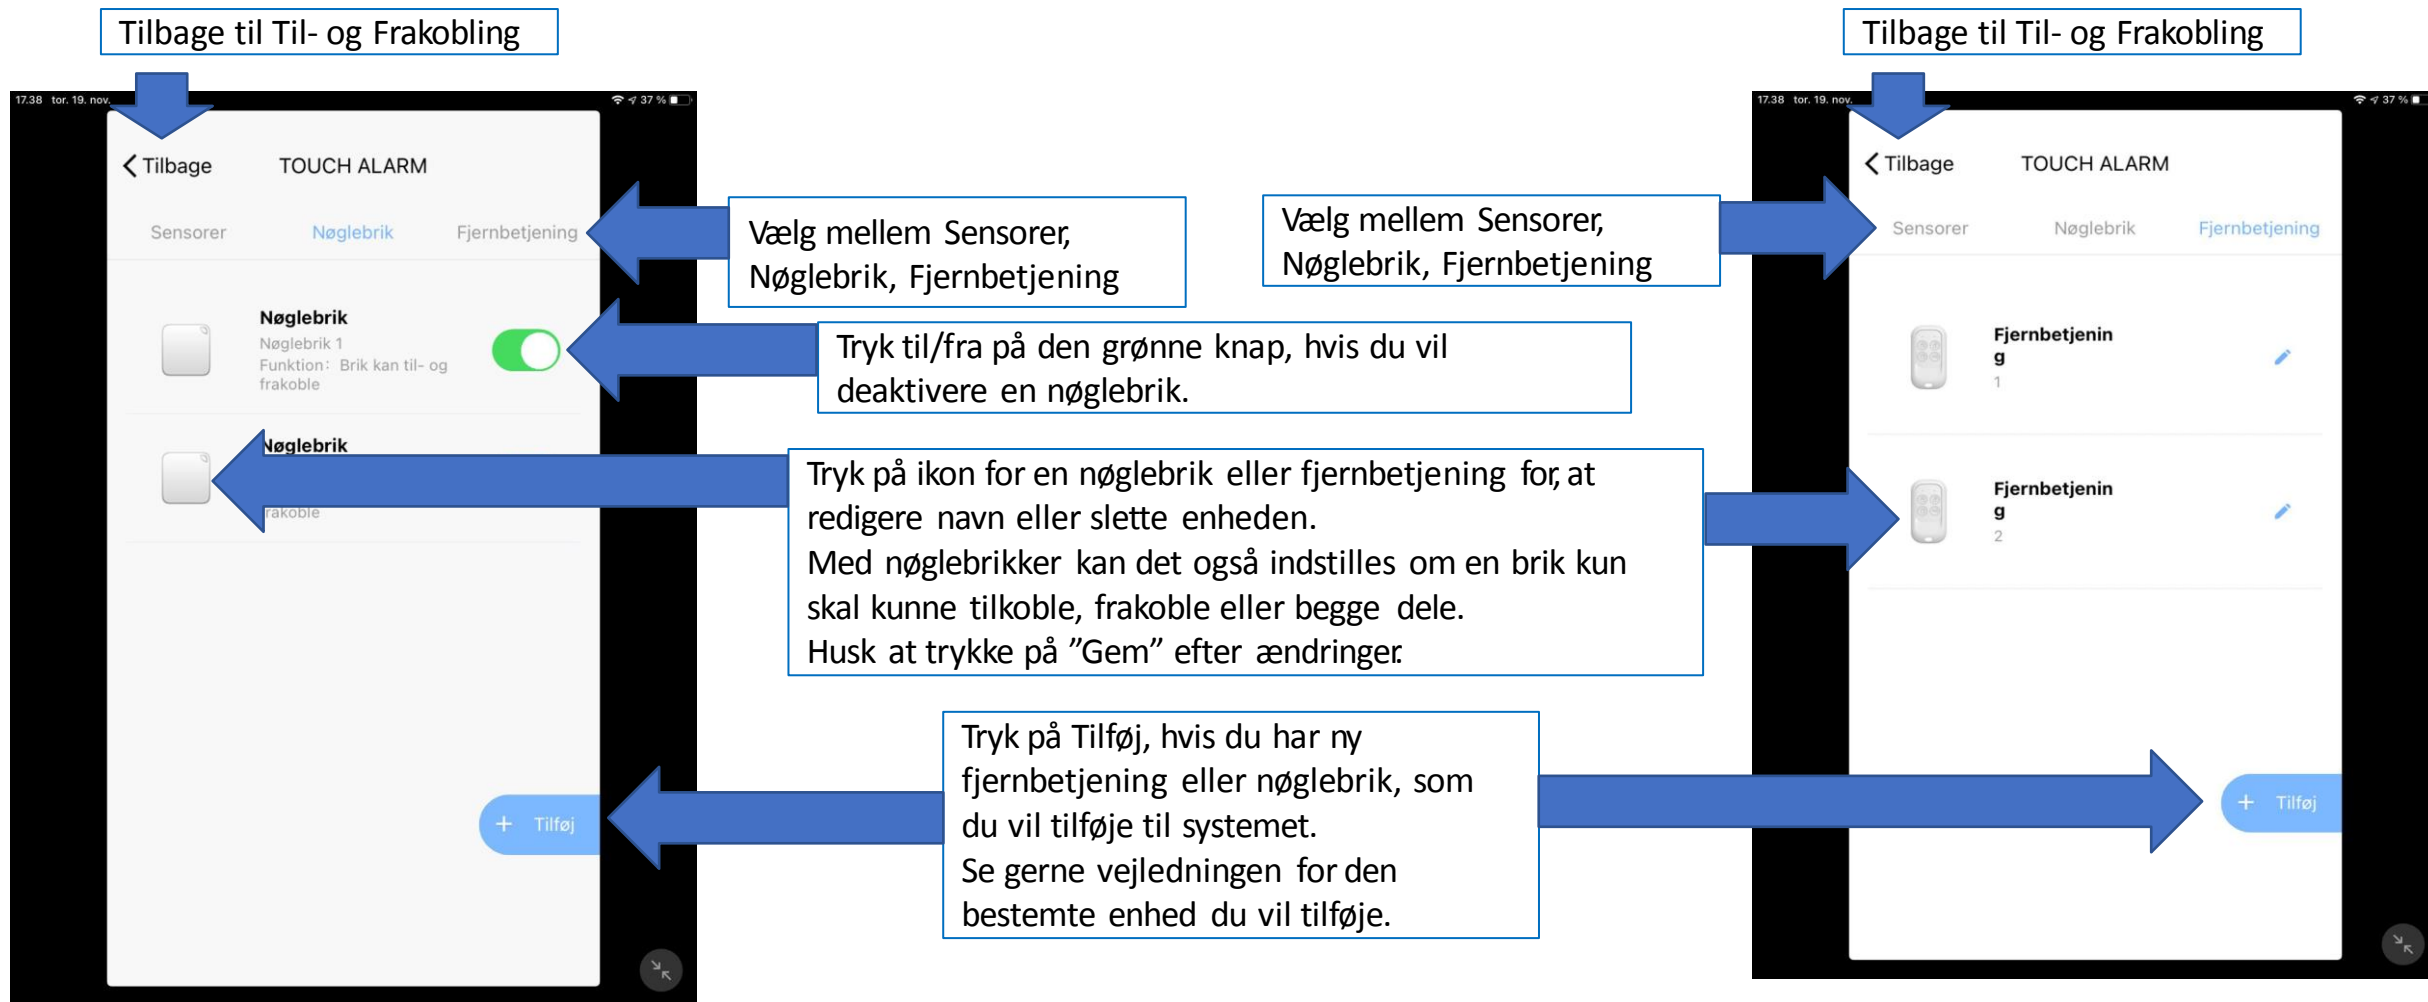 Tilbage til Til- og Frakobling
17.38 tor. 19. nov.
37 %
Tilbage
TOUCH ALARM
Sensorer
Nøglebrik
Fjernbetjening
Nøglebrik
Nøglebrik 1
Funktion: Brik kan til- og
frakoble
Nøglebrik
frakoble
+ Tilføj
Vælg mellem Sensorer,
Nøglebrik, Fjernbetjening
Tryk til/fra på den grønne knap, hvis du vil
deaktivere en nøglebrik.
Tryk på ikon for en nøglebrik eller fjernbetjening for, at
redigere navn eller slette enheden.
Med nøglebrikker kan det også indstilles om en brik kun
skal kunne tilkoble, frakoble eller begge dele.
Husk at trykke på ”Gem” efter ændringer.
Tryk på Tilføj, hvis du har ny
fjernbetjening eller nøglebrik, som
du vil tilføje til systemet.
Se gerne vejledningen for den
bestemte enhed du vil tilføje.
Vælg mellem Sensorer,
Nøglebrik, Fjernbetjening
Tilbage til Til- og Frakobling
17.38 tor. 19. nov.
37 %
Tilbage
TOUCH ALARM
Sensorer
Nøglebrik
Fjernbetjening
Fjernbetjenin
g
1
Fjernbetjenin
g
2
+ Tilføj